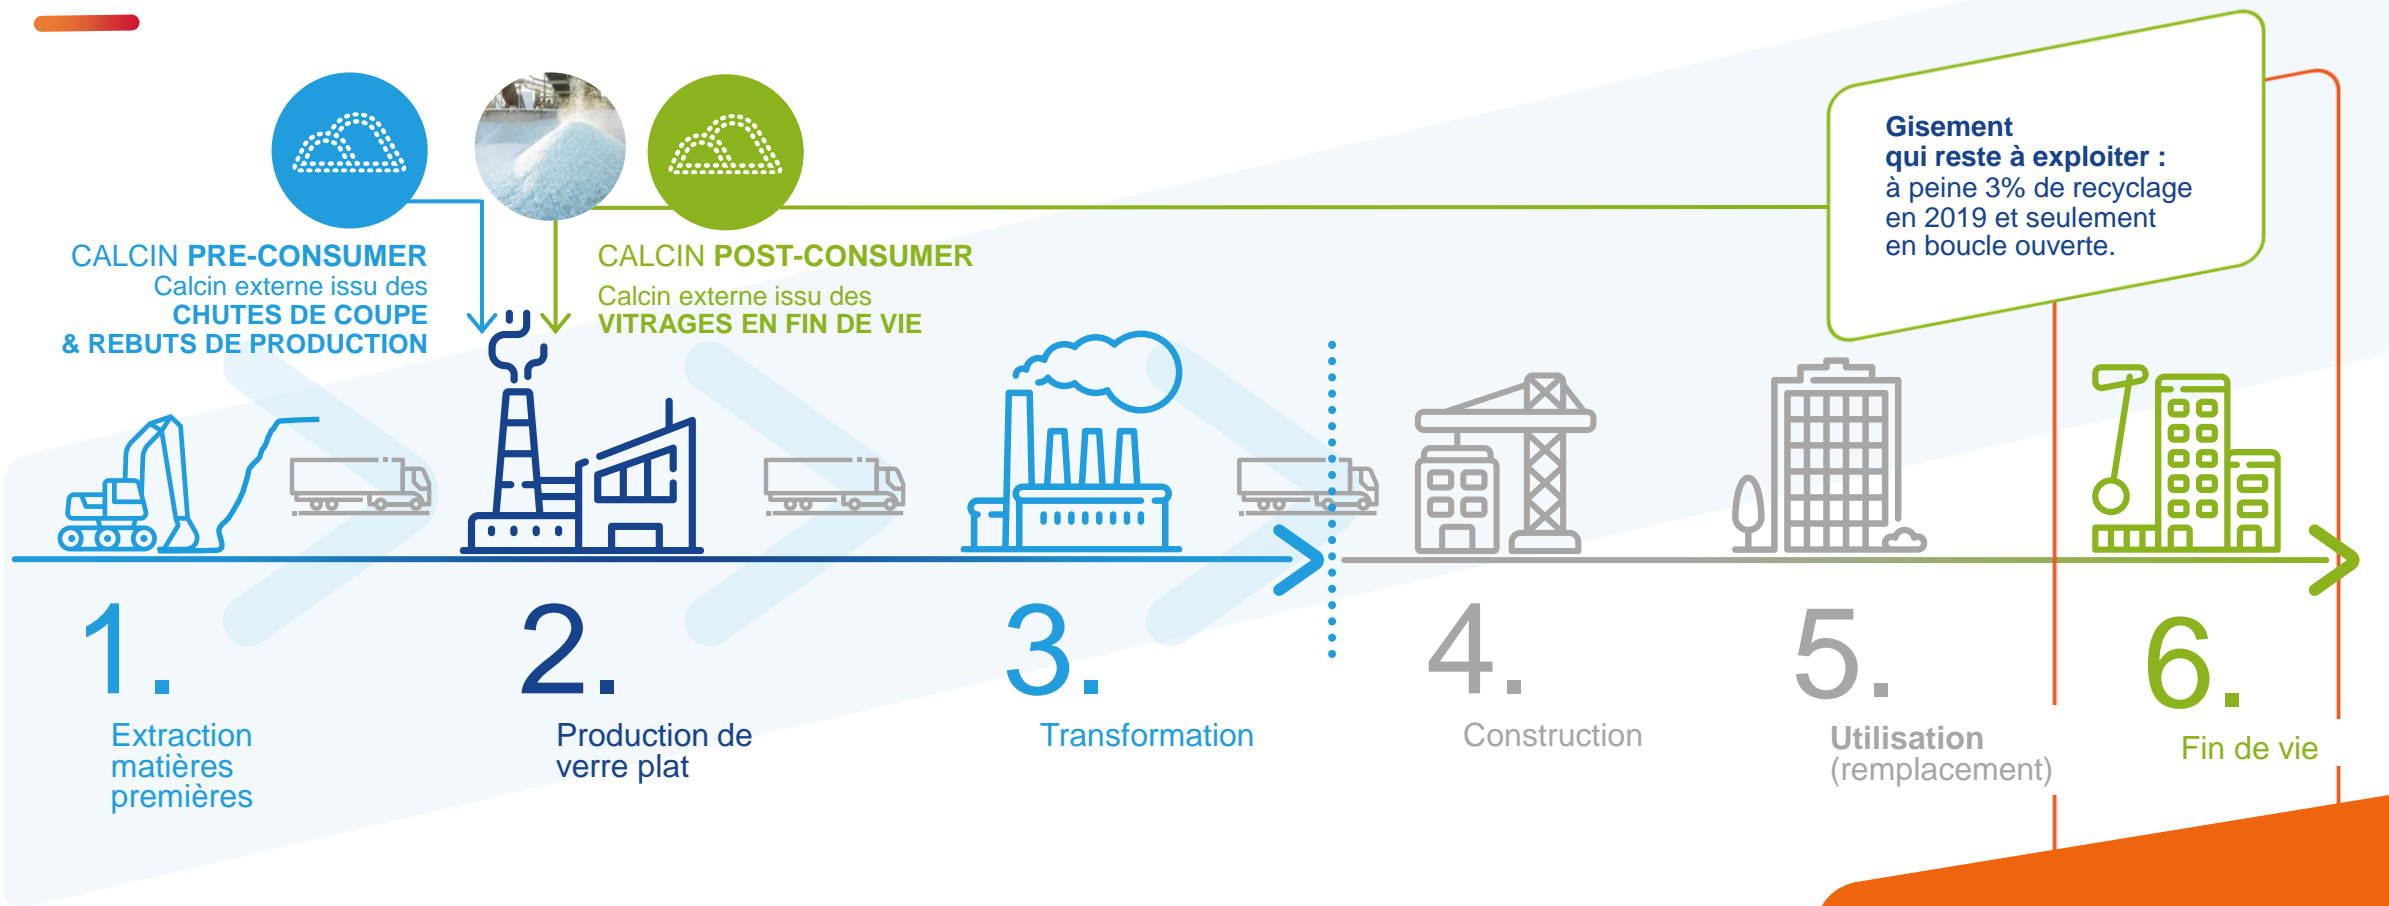 Gisement
qui reste à exploiter :
à peine 3% de recyclage
en 2019 et seulement
en boucle ouverte.
CALCIN PRE-CONSUMER
Calcin externe issu des
CHUTES DE COUPE
& REBUTS DE PRODUCTION
CALCIN POST-CONSUMER
Calcin externe issu des
VITRAGES EN FIN DE VIE
1.
Extraction
matières
premières
2.
Production de
verre plat
3.
Transformation
4.
Construction
5.
Utilisation
(remplacement)
6.
Fin de vie